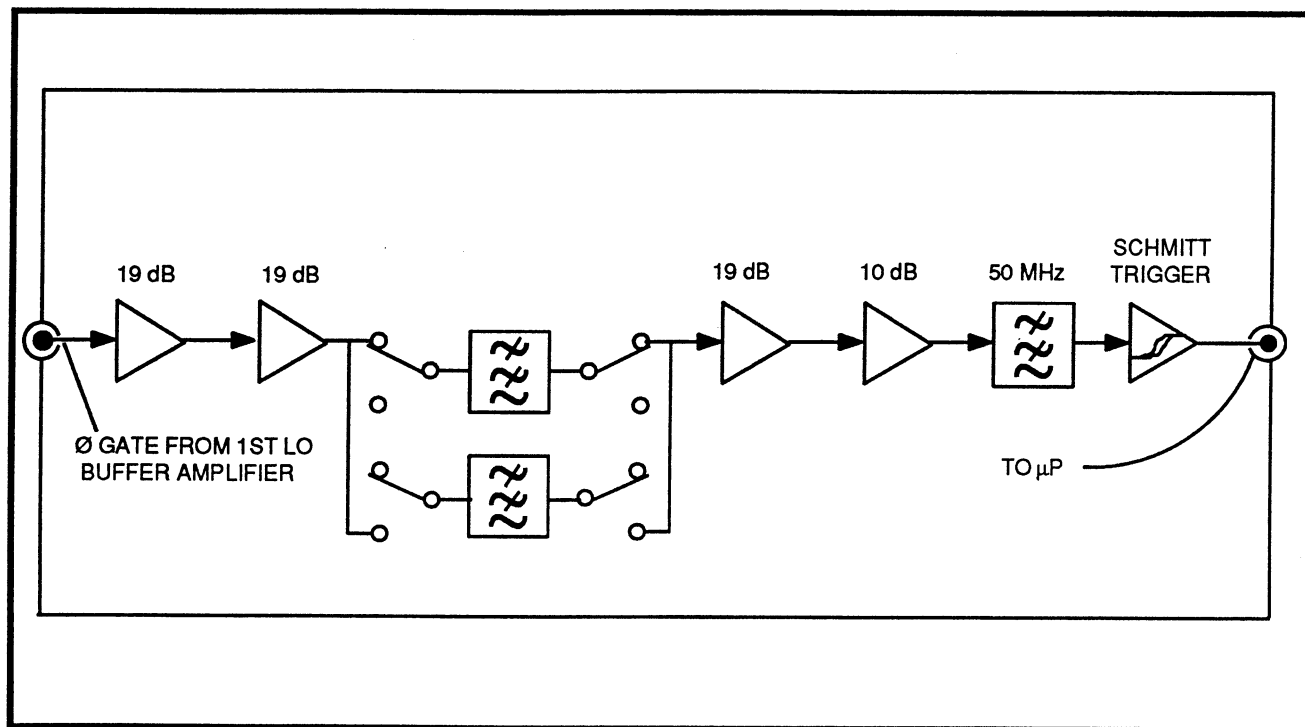 19 dB
19 dB
19 dB
10 dB
50 MHz
SCHMITT
TRIGGER
Ø GATE FROM 1ST LO
BUFFER AMPLIFIER
TO µP